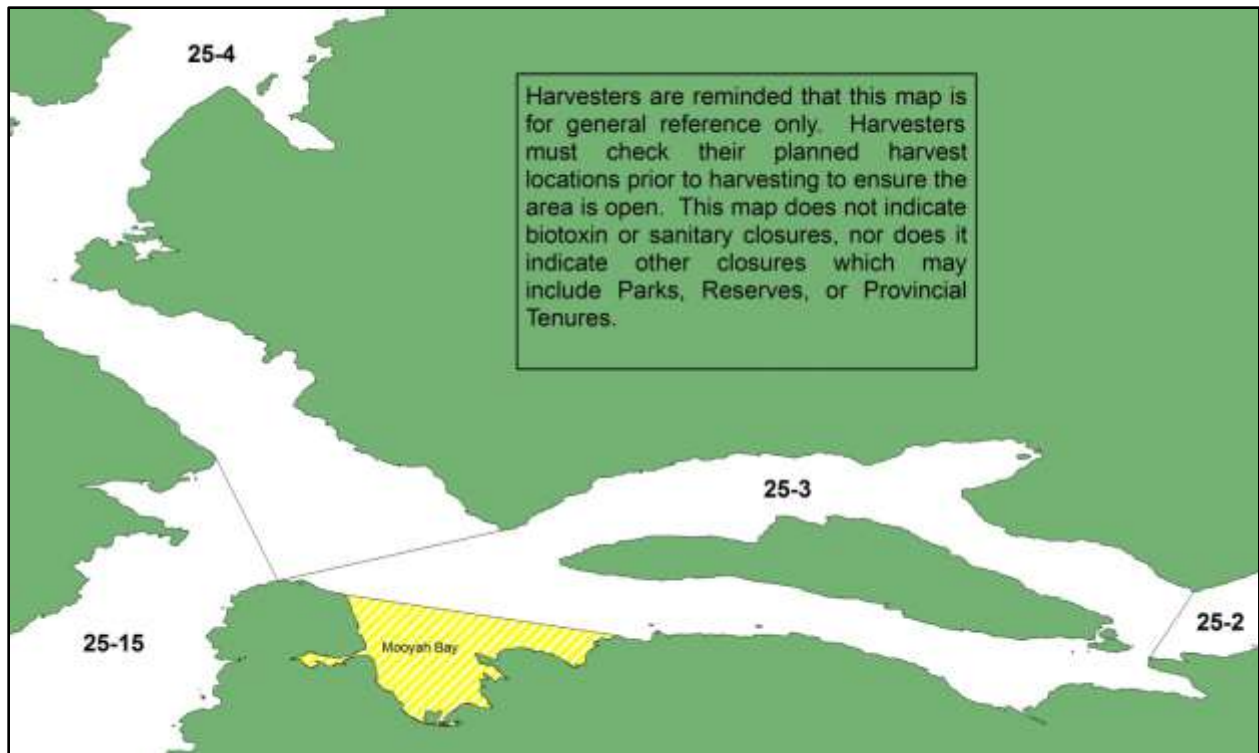 25-4
Harvesters are reminded that this map is
for general reference only. Harvesters
must check their planned harvest
locations prior to harvesting to ensure the
area is open. This map does not indicate
biotoxin or sanitary closures, nor does it
indicate other closures which may
include Parks, Reserves, or Provincial
Tenures.
25-3
25-15
Mooyah Bay
25-2